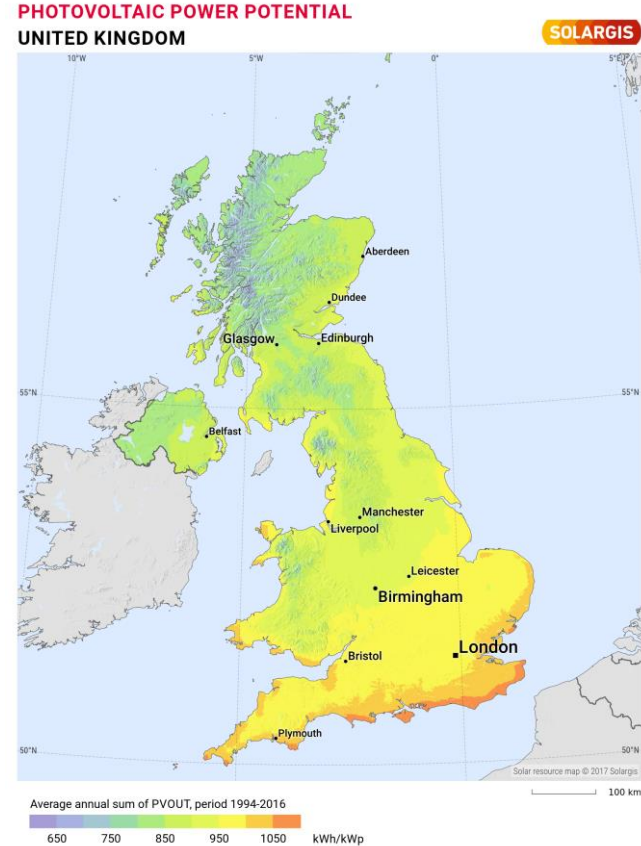 PHOTOVOLTAIC POWER POTENTIAL
UNITED KINGDOM
SOLARGIS
10°W
5°W
0°
5°E
Aberdeen
Dundee
Glasgow
Edinburgh
55°N
55°N
Belfast
Manchester
Liverpool
Leicester
Birmingham
London
Bristol
Plymouth
50°N
50°N
Solar resource map © 2017 Solargis
100 km
Average annual sum of PVOUT, period 1994-2016
650 750 850 950 1050 kWh/kWp